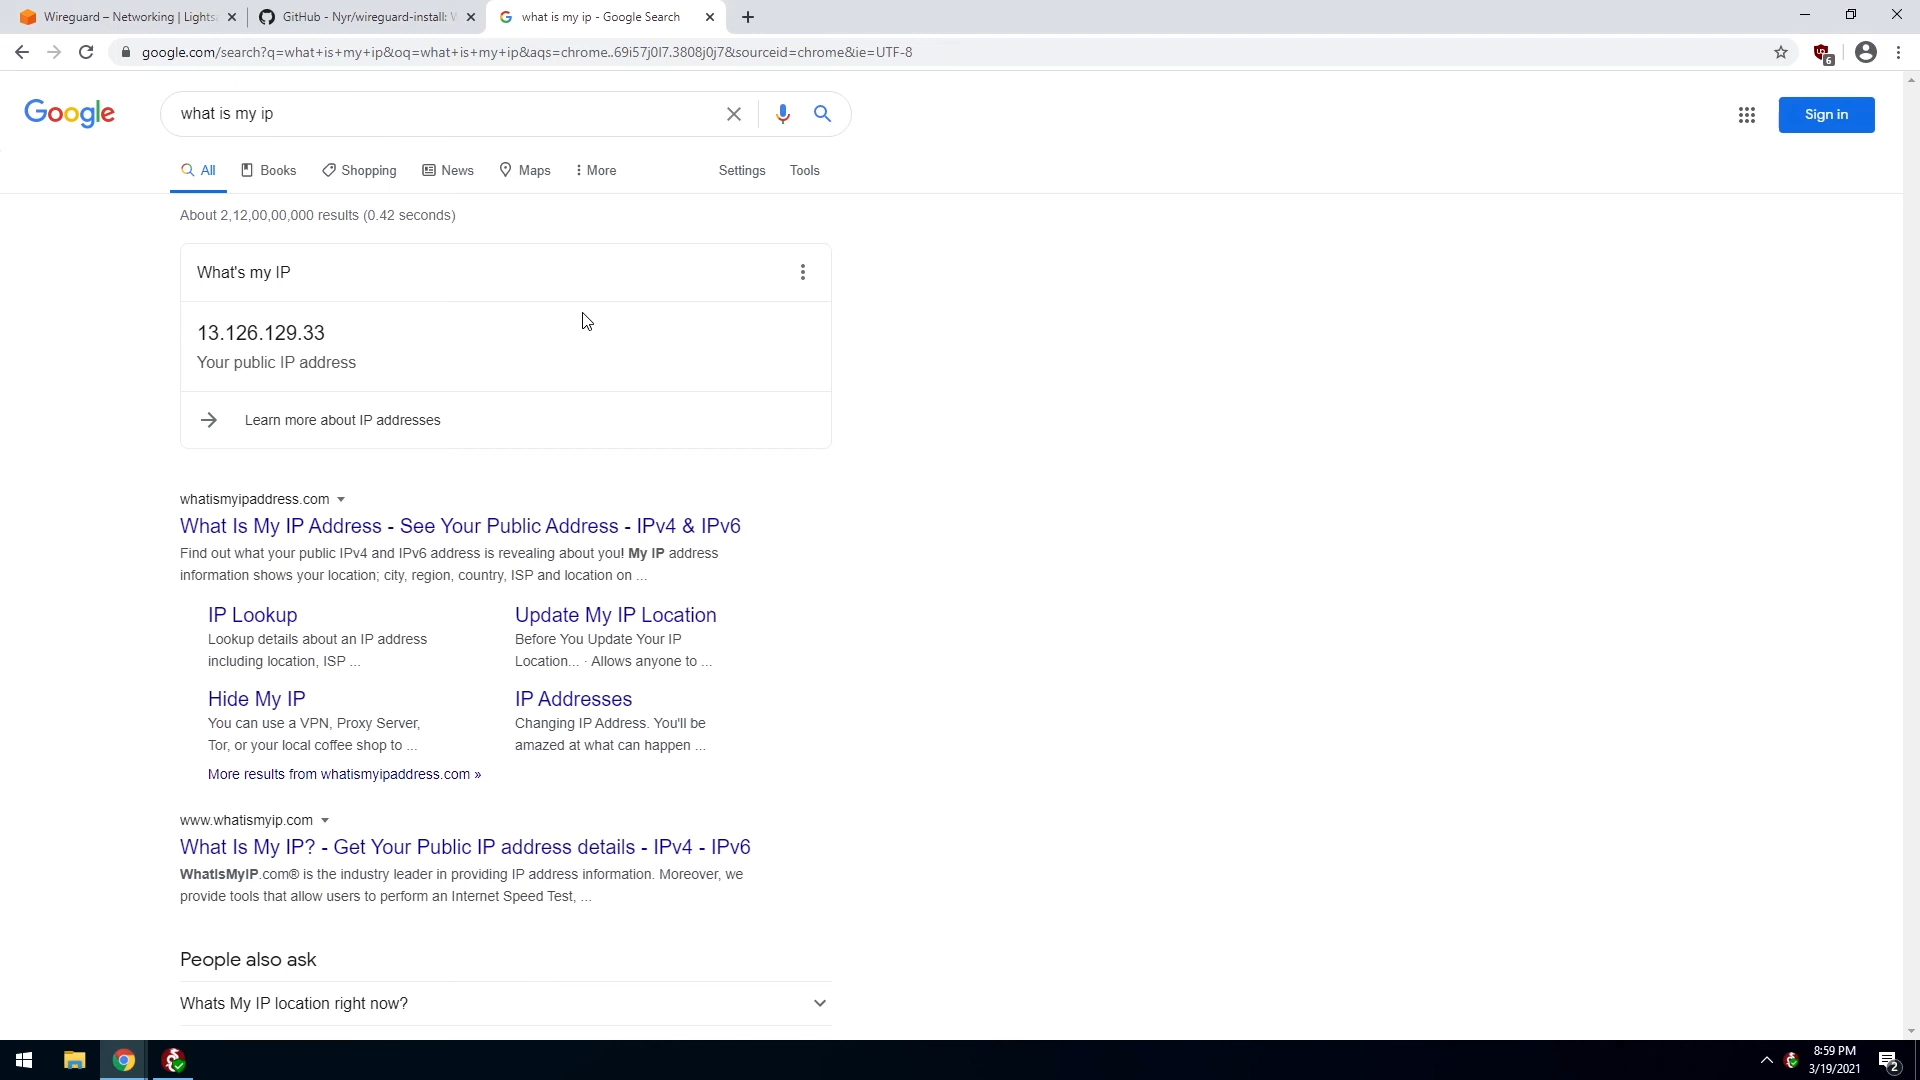 Wireguard – Networking | Lights
GitHub - Nyr/wireguard-install: W
what is my ip - Google Search
google.com/search?q=what+is+my+ip&oq=what+is+my+ip&aqs=chrome..69i57j0l7.3808j0j7&sourceid=chrome&ie=UTF-8
6
Google
what is my ip
Sign in
All
Books
Shopping
News
Maps
More
Settings
Tools
About 2,12,00,00,000 results (0.42 seconds)
What's my IP
13.126.129.33
Your public IP address
Learn more about IP addresses
whatismyipaddress.com
What Is My IP Address - See Your Public Address - IPv4 & IPv6
Find out what your public IPv4 and IPv6 address is revealing about you! My IP address
information shows your location; city, region, country, ISP and location on ...
IP Lookup
Lookup details about an IP address
including location, ISP ...
Update My IP Location
Before You Update Your IP
Location... · Allows anyone to ...
Hide My IP
You can use a VPN, Proxy Server,
Tor, or your local coffee shop to ...
IP Addresses
Changing IP Address. You'll be
amazed at what can happen ...
More results from whatismyipaddress.com »
www.whatismyip.com
What Is My IP? - Get Your Public IP address details - IPv4 - IPv6
WhatIsMyIP.com® is the industry leader in providing IP address information. Moreover, we
provide tools that allow users to perform an Internet Speed Test, ...
People also ask
Whats My IP location right now?
8:59 PM
3/19/2021
2